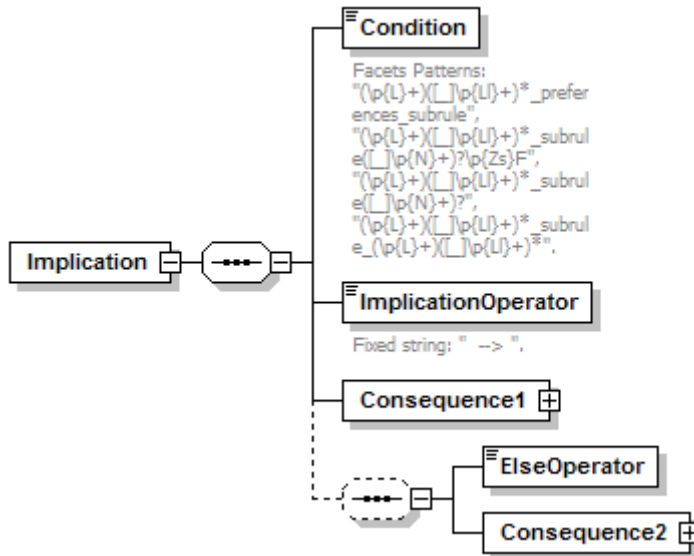 Condition
Facets Patterns:
"(\p{L}+)([_]\p{Ll}+)*_prefer
ences_subrule",
"(\p{L}+)([_]\p{Ll}+)*_subrul
e([_]\p{N}+)?\p{Zs}F",
"(\p{L}+)([_]\p{Ll}+)*_subrul
e([_]\p{N}+)?",
"(\p{L}+)([_]\p{Ll}+)*_subrul
e_(\p{L}+)([_]\p{Ll}+)*".
Implication
ImplicationOperator
Fixed string: "  --> ".
Consequence1
ElseOperator
Consequence2